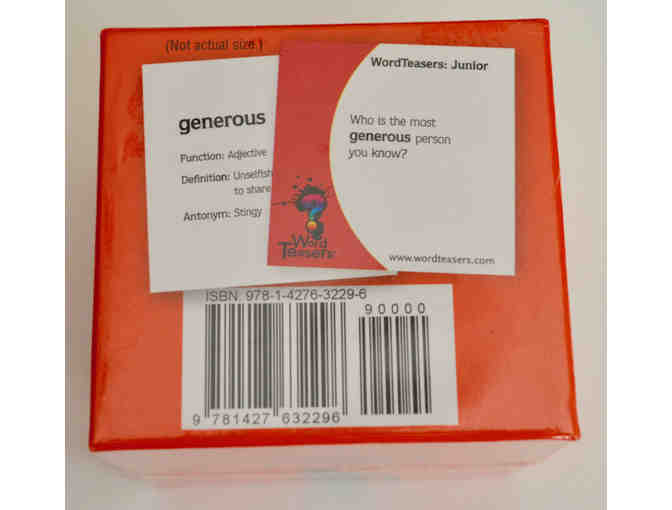 (Not actual size.)
generous
Function: Adjective
Definition: Unselfish
to share
Antonym: Stingy
WordTeasers: Junior
Who is the most
generous person
you know?
Word
Teasers
www.wordteasers.com
ISBN: 978-1-4276-3229-6
90000
9 781427 632296